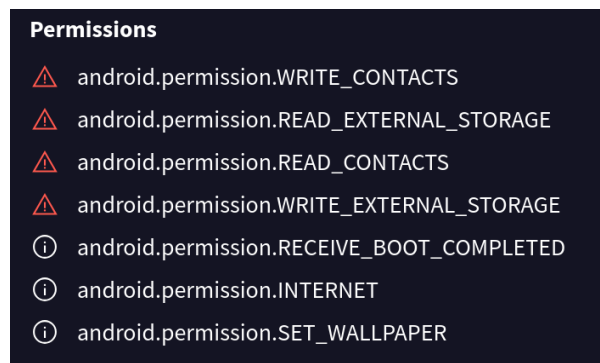 Permissions
android.permission.WRITE_CONTACTS
android.permission.READ_EXTERNAL_STORAGE
android.permission.READ_CONTACTS
android.permission.WRITE_EXTERNAL_STORAGE
android.permission.RECEIVE_BOOT_COMPLETED
android.permission.INTERNET
android.permission.SET_WALLPAPER